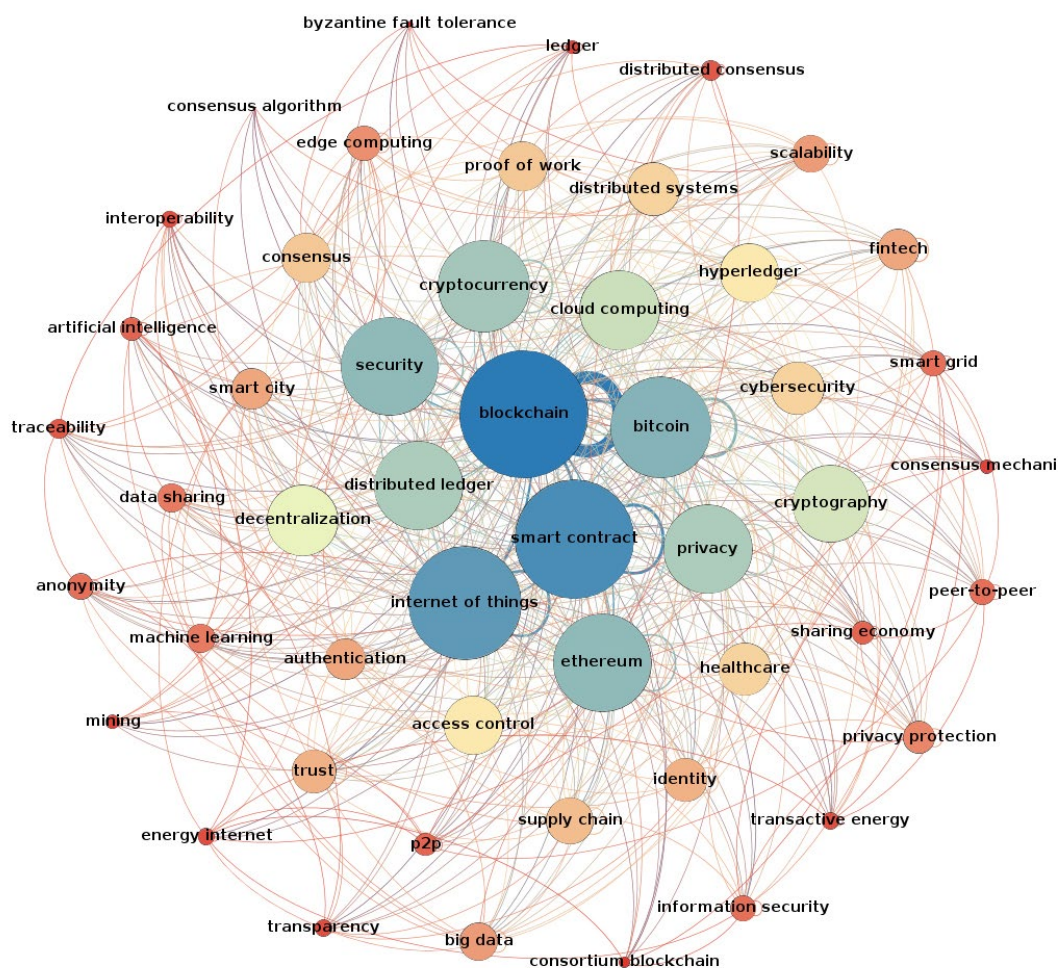 byzantine fault tolerance
ledger
distributed consensus
consensus algorithm
edge computing
scalability
proof of work
distributed systems
interoperability
fintech
consensus
hyperledger
cryptocurrency
cloud computing
artificial intelligence
smart grid
security
smart city
cybersecurity
blockchain
bitcoin
traceability
consensus mechani
distributed ledger
data sharing
cryptography
decentralization
smart contract
privacy
anonymity
peer-to-peer
internet of things
machine learning
sharing economy
authentication
ethereum
healthcare
mining
access control
privacy protection
trust
identity
supply chain
transactive energy
energy internet
p2p
information security
transparency
big data
consortium blockchain